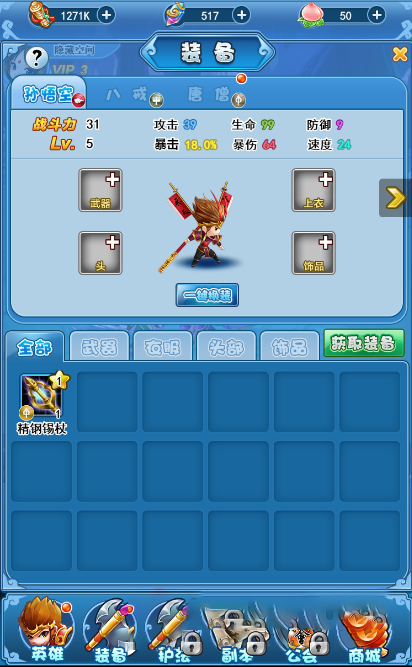 1271K 517 50
隐藏空间
VIP 3
? 装备
孙悟空 八戒 唐僧
战斗力 31 攻击 39 生命 99 防御 9
Lv. 5 暴击 18.0% 暴伤 64 速度 24
武器 上衣
头 饰品
一键换装
全部 武器 衣服 头部 饰品 获取装备
1
1
精钢锡杖
英雄 装备 护法 副本 公会 商城